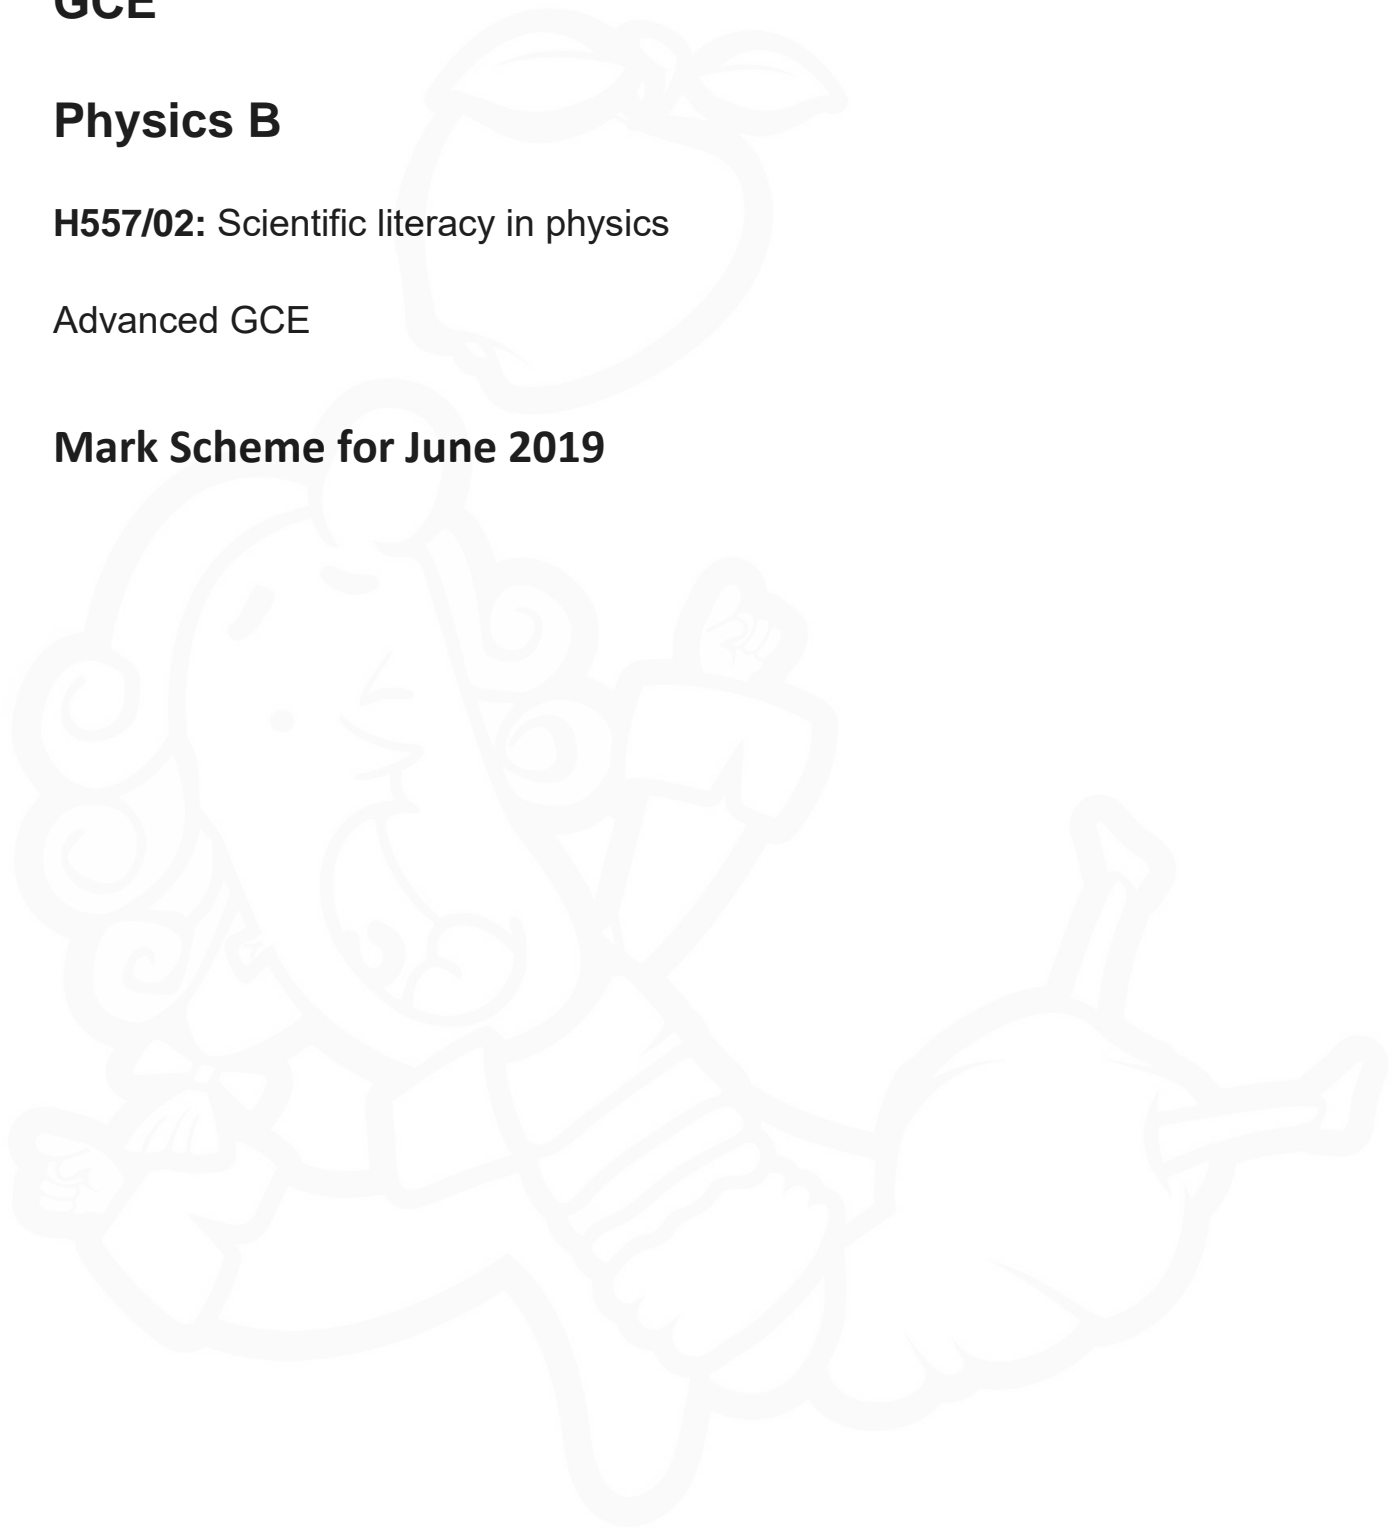 GCE
Physics B
H557/02: Scientific literacy in physics
Advanced GCE
Mark Scheme for June 2019